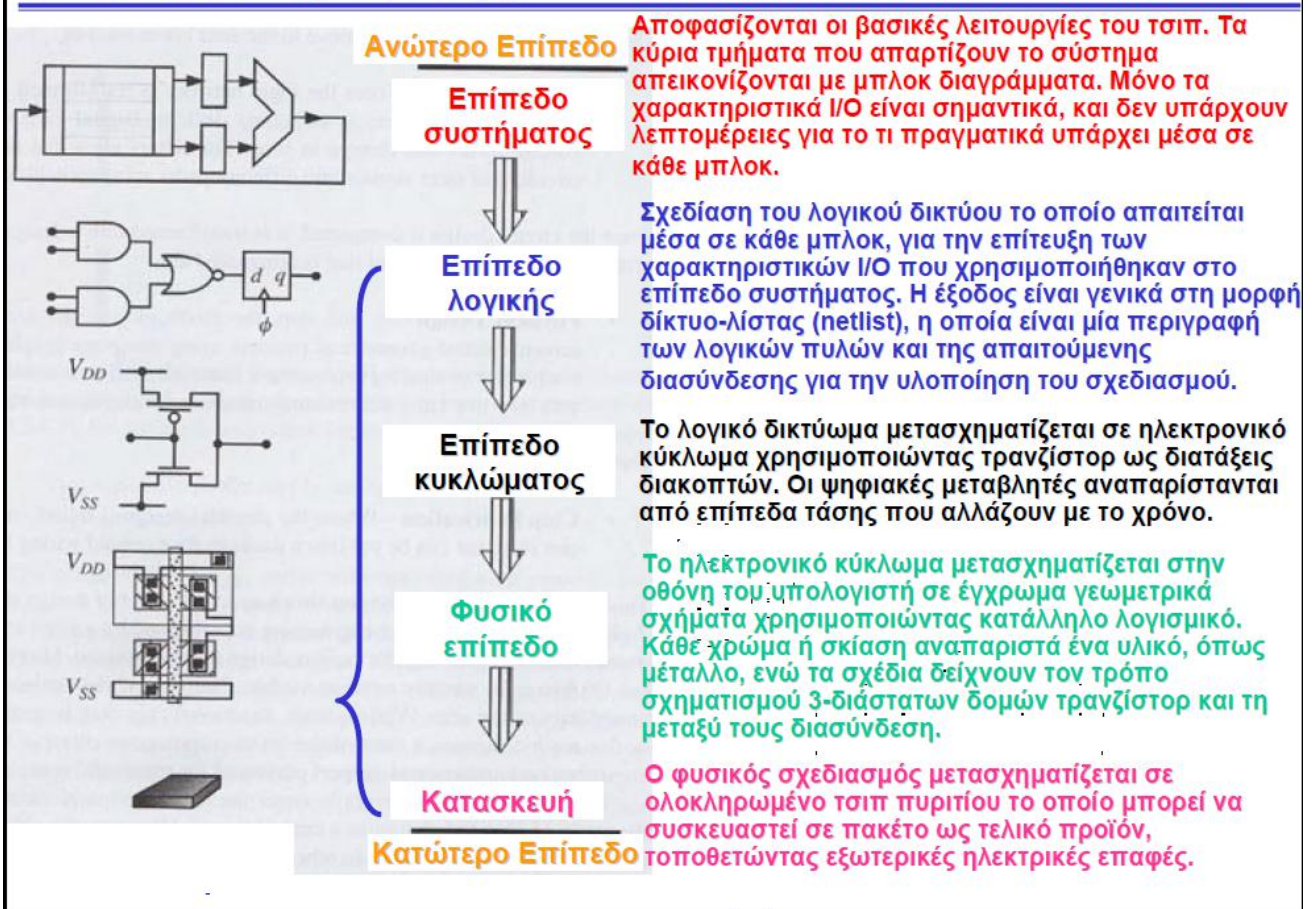 Ανώτερο Επίπεδο
Αποφασίζονται οι βασικές λειτουργίες του τσιπ. Τα
κύρια τμήματα που απαρτίζουν το σύστημα
απεικονίζονται με μπλοκ διαγράμματα. Μόνο τα
χαρακτηριστικά I/O είναι σημαντικά, και δεν υπάρχουν
λεπτομέρειες για το τι πραγματικά υπάρχει μέσα σε
κάθε μπλοκ.
Επίπεδο
συστήματος
Σχεδίαση του λογικού δικτύου το οποίο απαιτείται
μέσα σε κάθε μπλοκ, για την επίτευξη των
χαρακτηριστικών I/O που χρησιμοποιήθηκαν στο
επίπεδο συστήματος. Η έξοδος είναι γενικά στη μορφή
δίκτυο-λίστας (netlist), η οποία είναι μία περιγραφή
των λογικών πυλών και της απαιτούμενης
διασύνδεσης για την υλοποίηση του σχεδιασμού.
d q
ϕ
Επίπεδο
λογικής
V_DD
V_SS
Επίπεδο
κυκλώματος
Το λογικό δικτύωμα μετασχηματίζεται σε ηλεκτρονικό
κύκλωμα χρησιμοποιώντας τρανζίστορ ως διατάξεις
διακοπτών. Οι ψηφιακές μεταβλητές αναπαρίστανται
από επίπεδα τάσης που αλλάζουν με το χρόνο.
V_DD
V_SS
Φυσικό
επίπεδο
Το ηλεκτρονικό κύκλωμα μετασχηματίζεται στην
οθόνη του υπολογιστή σε έγχρωμα γεωμετρικά
σχήματα χρησιμοποιώντας κατάλληλο λογισμικό.
Κάθε χρώμα ή σκίαση αναπαριστά ένα υλικό, όπως
μέταλλο, ενώ τα σχέδια δείχνουν τον τρόπο
σχηματισμού 3-διάστατων δομών τρανζίστορ και τη
μεταξύ τους διασύνδεση.
Κατασκευή
Κατώτερο Επίπεδο
Ο φυσικός σχεδιασμός μετασχηματίζεται σε
ολοκληρωμένο τσιπ πυριτίου το οποίο μπορεί να
συσκευαστεί σε πακέτο ως τελικό προϊόν,
τοποθετώντας εξωτερικές ηλεκτρικές επαφές.